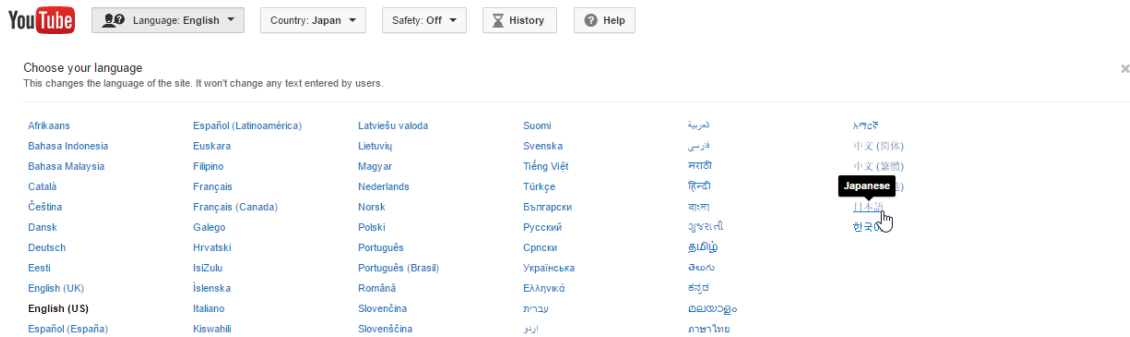 YouTube
Language: English
Country: Japan
Safety: Off
History
Help
Choose your language
This changes the language of the site. It won't change any text entered by users.
Afrikaans
Bahasa Indonesia
Bahasa Malaysia
Català
Čeština
Dansk
Deutsch
Eesti
English (UK)
English (US)
Español (España)
Español (Latinoamérica)
Euskara
Filipino
Français
Français (Canada)
Galego
Hrvatski
IsiZulu
Íslenska
Italiano
Kiswahili
Latviešu valoda
Lietuvių
Magyar
Nederlands
Norsk
Polski
Português
Português (Brasil)
Română
Slovenčina
Slovenščina
Suomi
Svenska
Tiếng Việt
Türkçe
Български
Русский
Српски
Українська
Ελληνικά
עברית
اردو
العربية
فارسی
मराठी
हिन्दी
বাংলা
ગુજરાતી
தமிழ்
తెలుగు
ಕನ್ನಡ
മലയാളം
ภาษาไทย
አማርኛ
中文 (简体)
中文 (繁體)
Japanese
日本語
한국어